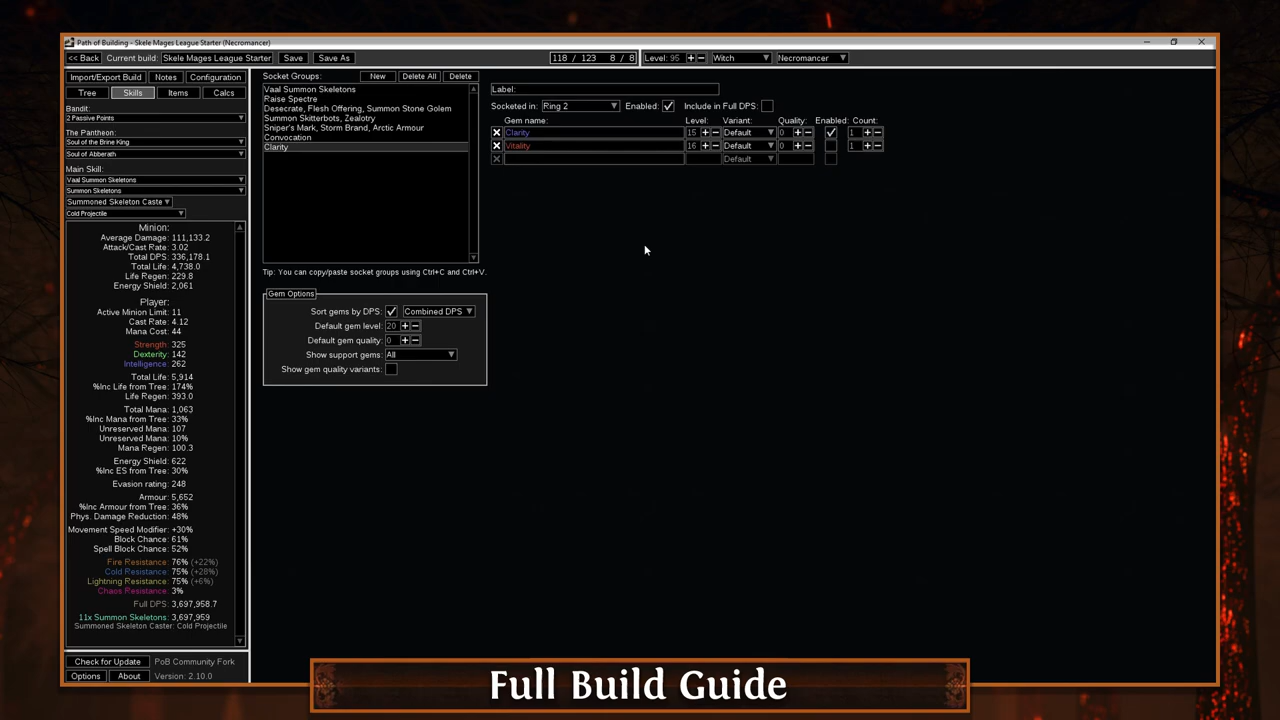 Path of Building - Skele Mages League Starter (Necromancer)
<< Back Current build: Skele Mages League Starter Save Save As 118 / 123 8 / 8 Level: 95 Witch Necromancer
Import/Export Build Notes Configuration
Tree Skills Items Calcs
Bandit:
2 Passive Points
The Pantheon:
Soul of the Brine King
Soul of Abberath
Main Skill:
Vaal Summon Skeletons
Summon Skeletons
Summoned Skeleton Caste
Cold Projectile
Minion:
Average Damage: 111,133.2
Attack/Cast Rate: 3.02
Total DPS: 336,178.1
Total Life: 4,738.0
Life Regen: 229.8
Energy Shield: 2,061
Player:
Active Minion Limit: 11
Cast Rate: 4.12
Mana Cost: 44
Strength: 325
Dexterity: 142
Intelligence: 262
Total Life: 5,914
%Inc Life from Tree: 174%
Life Regen: 393.0
Total Mana: 1,063
%Inc Mana from Tree: 33%
Unreserved Mana: 107
Unreserved Mana: 10%
Mana Regen: 100.3
Energy Shield: 622
%Inc ES from Tree: 30%
Evasion rating: 248
Armour: 5,652
%Inc Armour from Tree: 36%
Phys. Damage Reduction: 48%
Movement Speed Modifier: +30%
Block Chance: 61%
Spell Block Chance: 52%
Fire Resistance: 76% (+22%)
Cold Resistance: 75% (+28%)
Lightning Resistance: 75% (+6%)
Chaos Resistance: 3%
Full DPS: 3,697,958.7
11x Summon Skeletons: 3,697,959
Summoned Skeleton Caster: Cold Projectile
Check for Update PoB Community Fork
Options About Version: 2.10.0
Socket Groups: New Delete All Delete
Vaal Summon Skeletons
Raise Spectre
Desecrate, Flesh Offering, Summon Stone Golem
Summon Skitterbots, Zealotry
Sniper's Mark, Storm Brand, Arctic Armour
Convocation
Clarity
Tip: You can copy/paste socket groups using Ctrl+C and Ctrl+V.
Gem Options
Sort gems by DPS: Combined DPS
Default gem level: 20
Default gem quality: 0
Show support gems: All
Show gem quality variants:
Label:
Socketed in: Ring 2 Enabled: Include in Full DPS:
Gem name: Level: Variant: Quality: Enabled: Count:
Clarity 15 Default 0 1
Vitality 16 Default 0 1
Default
Full Build Guide